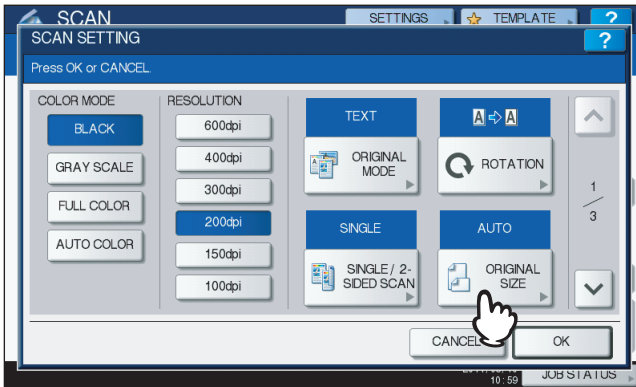 SCAN
SETTINGS
TEMPLATE
?
SCAN SETTING
?
Press OK or CANCEL.
COLOR MODE
BLACK
GRAY SCALE
FULL COLOR
AUTO COLOR
RESOLUTION
600dpi
400dpi
300dpi
200dpi
150dpi
100dpi
TEXT
ORIGINAL
MODE
A A
ROTATION
SINGLE
SINGLE / 2-
SIDED SCAN
AUTO
ORIGINAL
SIZE
1
3
CANCEL
OK
10 : 59
JOB STATUS